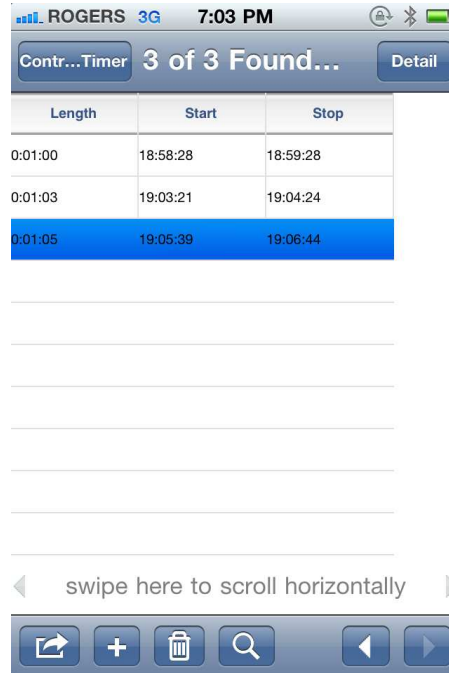 ROGERS 3G 7:03 PM
Contr...Timer 3 of 3 Found... Detail
Length Start Stop
0:01:00 18:58:28 18:59:28
0:01:03 19:03:21 19:04:24
0:01:05 19:05:39 19:06:44
swipe here to scroll horizontally